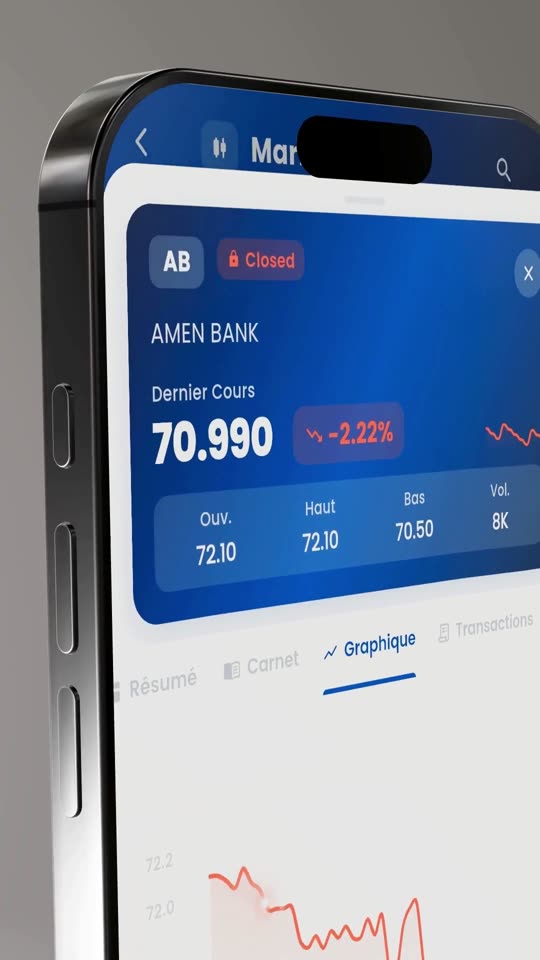 Mar
AB
Closed
X
AMEN BANK
Dernier Cours
70.990
-2.22%
Ouv. Haut Bas Vol.
72.10 72.10 70.50 8K
Résumé Carnet Graphique Transactions
72.2
72.0